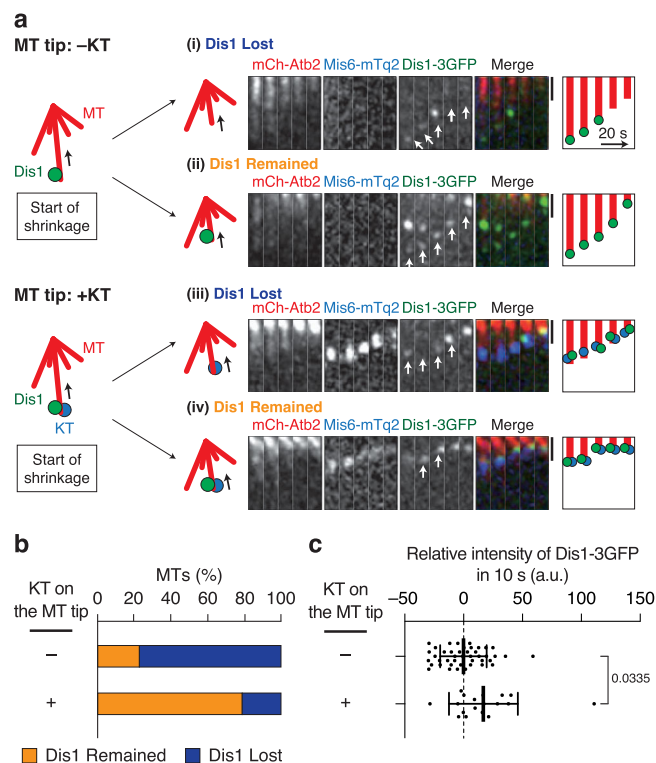 a
MT tip: –KT
MT
Dis1
Start of
shrinkage
(i) Dis1 Lost
mCh-Atb2 Mis6-mTq2 Dis1-3GFP Merge
20 s
(ii) Dis1 Remained
mCh-Atb2 Mis6-mTq2 Dis1-3GFP Merge
MT tip: +KT
MT
Dis1
KT
Start of
shrinkage
(iii) Dis1 Lost
mCh-Atb2 Mis6-mTq2 Dis1-3GFP Merge
(iv) Dis1 Remained
mCh-Atb2 Mis6-mTq2 Dis1-3GFP Merge
b
MTs (%)
KT on
the MT tip
0 20 40 60 80 100
–
+
Dis1 Remained Dis1 Lost
c
Relative intensity of Dis1-3GFP
in 10 s (a.u.)
KT on
the MT tip
–50 0 50 100 150
–
+
0.0335